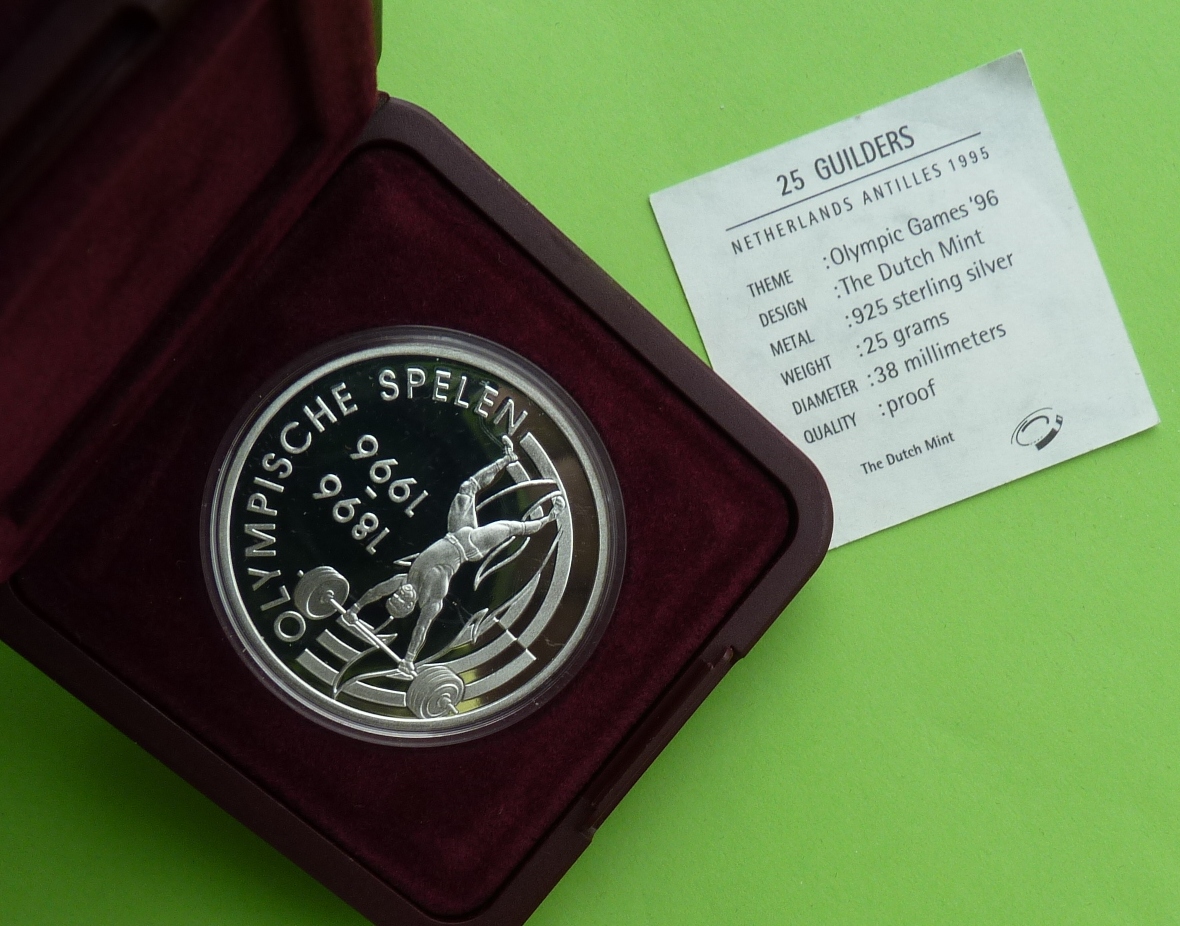 OLYMPISCHE SPELEN
1896
-
1996
25 GUILDERS
NETHERLANDS ANTILLES 1995
THEME :Olympic Games'96
DESIGN :The Dutch Mint
METAL :925 sterling silver
WEIGHT :25 grams
DIAMETER :38 millimeters
QUALITY :proof
The Dutch Mint